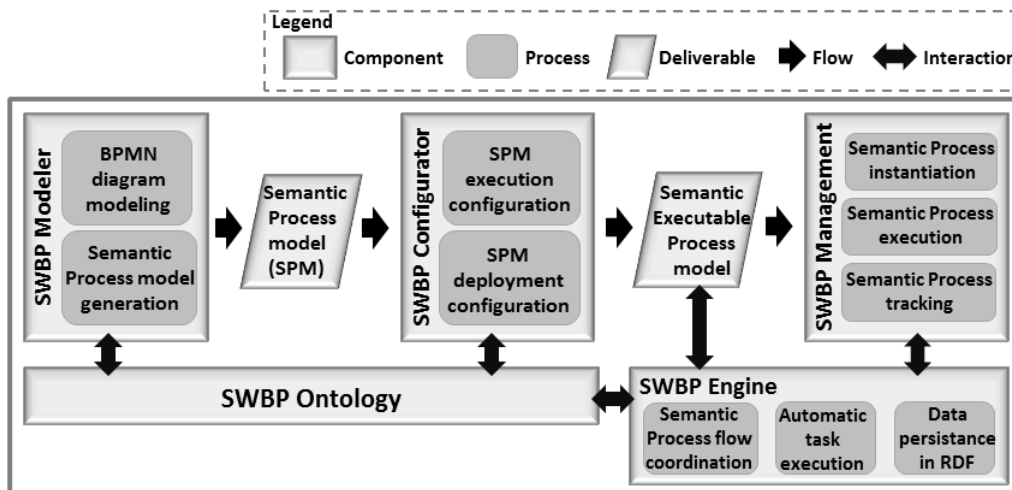 Legend
Component
Process
Deliverable
Flow
Interaction
SWBP Modeler
BPMN
diagram
modeling
Semantic
Process model
generation
Semantic
Process
model
(SPM)
SWBP Configurator
SPM
execution
configuration
SPM
deployment
configuration
Semantic
Executable
Process
model
SWBP Management
Semantic Process
instantiation
Semantic Process
execution
Semantic Process
tracking
SWBP Ontology
SWBP Engine
Semantic
Process flow
coordination
Automatic
task
execution
Data
persistance
in RDF